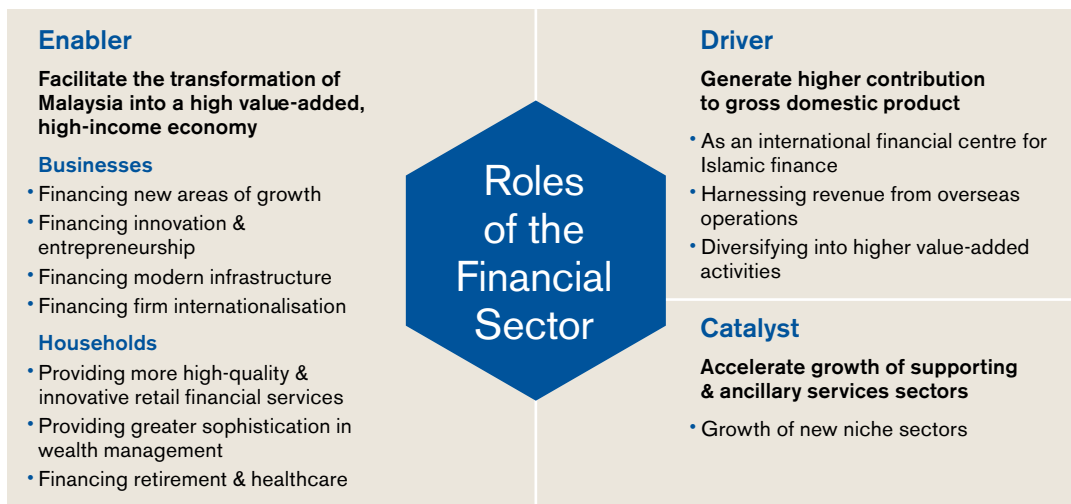 Enabler
Facilitate the transformation of
Malaysia into a high value-added,
high-income economy
Businesses
• Financing new areas of growth
• Financing innovation &
entrepreneurship
• Financing modern infrastructure
• Financing firm internationalisation
Households
• Providing more high-quality &
innovative retail financial services
• Providing greater sophistication in
wealth management
• Financing retirement & healthcare
Roles
of the
Financial
Sector
Driver
Generate higher contribution
to gross domestic product
• As an international financial centre for
Islamic finance
• Harnessing revenue from overseas
operations
• Diversifying into higher value-added
activities
Catalyst
Accelerate growth of supporting
& ancillary services sectors
• Growth of new niche sectors